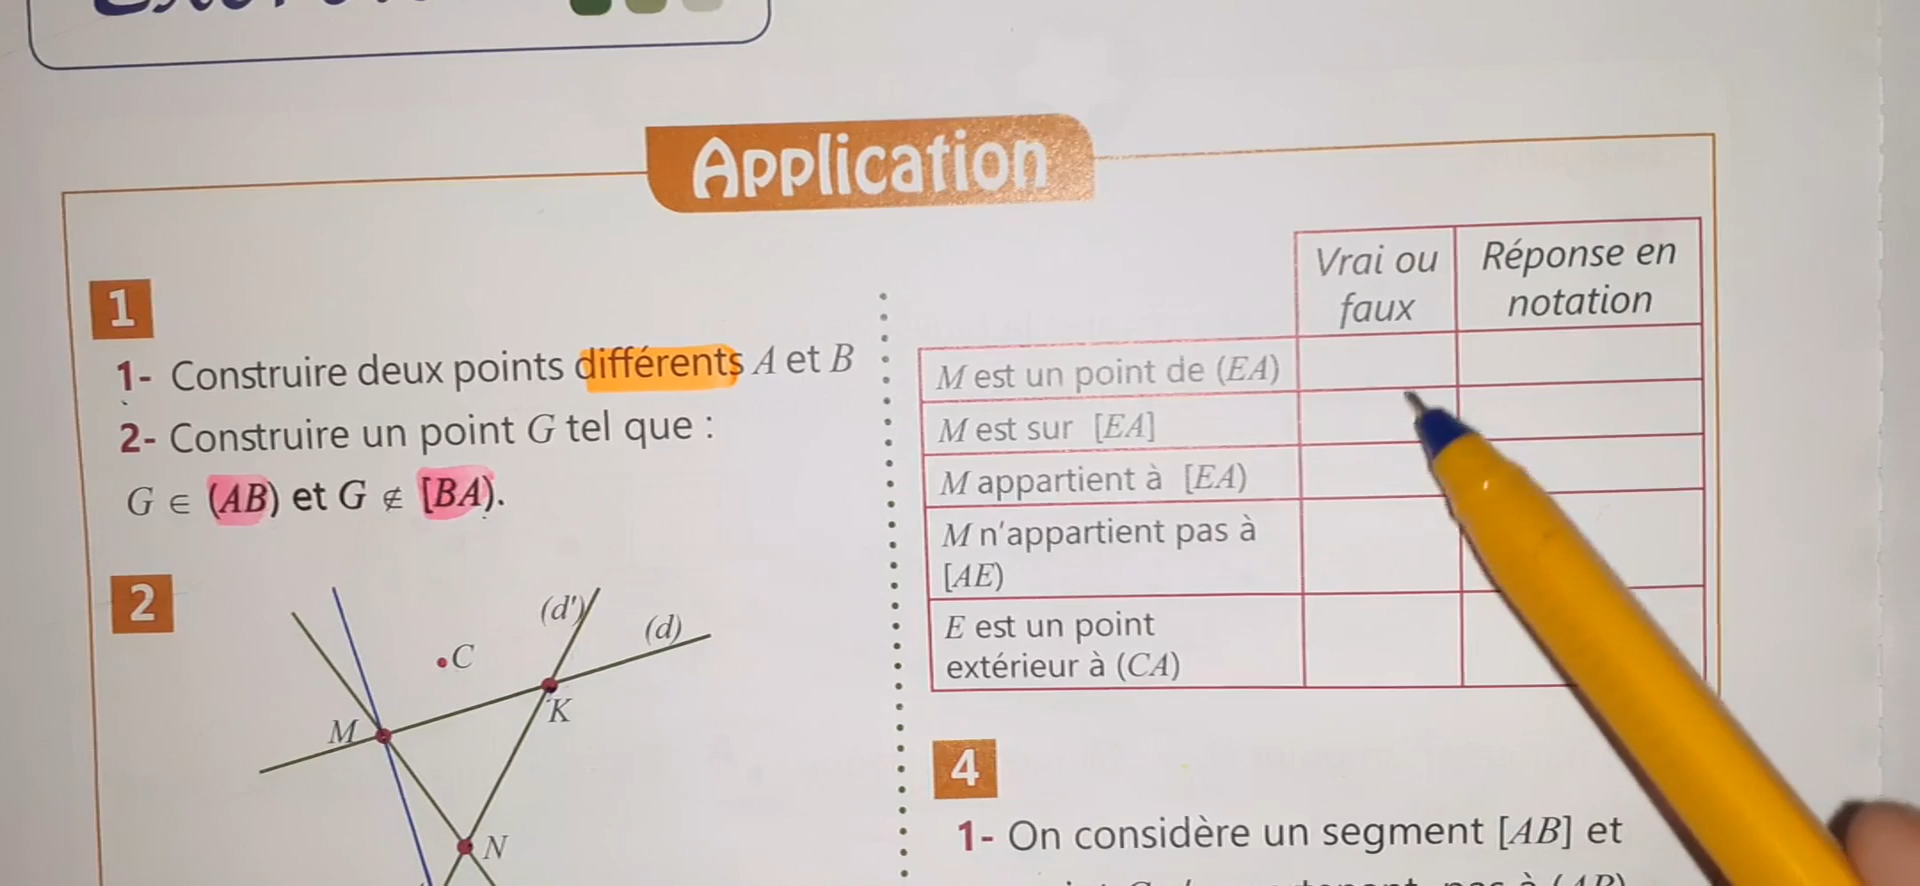 Application
1
1- Construire deux points différents A et B
2- Construire un point G tel que :
G ∈ (AB) et G ∉ [BA).
2
(d')
(d)
C
K
M
N
Vrai ou faux
Réponse en notation
M est un point de (EA)
M est sur [EA]
M appartient à [EA)
M n'appartient pas à
[AE)
E est un point
extérieur à (CA)
4
1- On considère un segment [AB] et